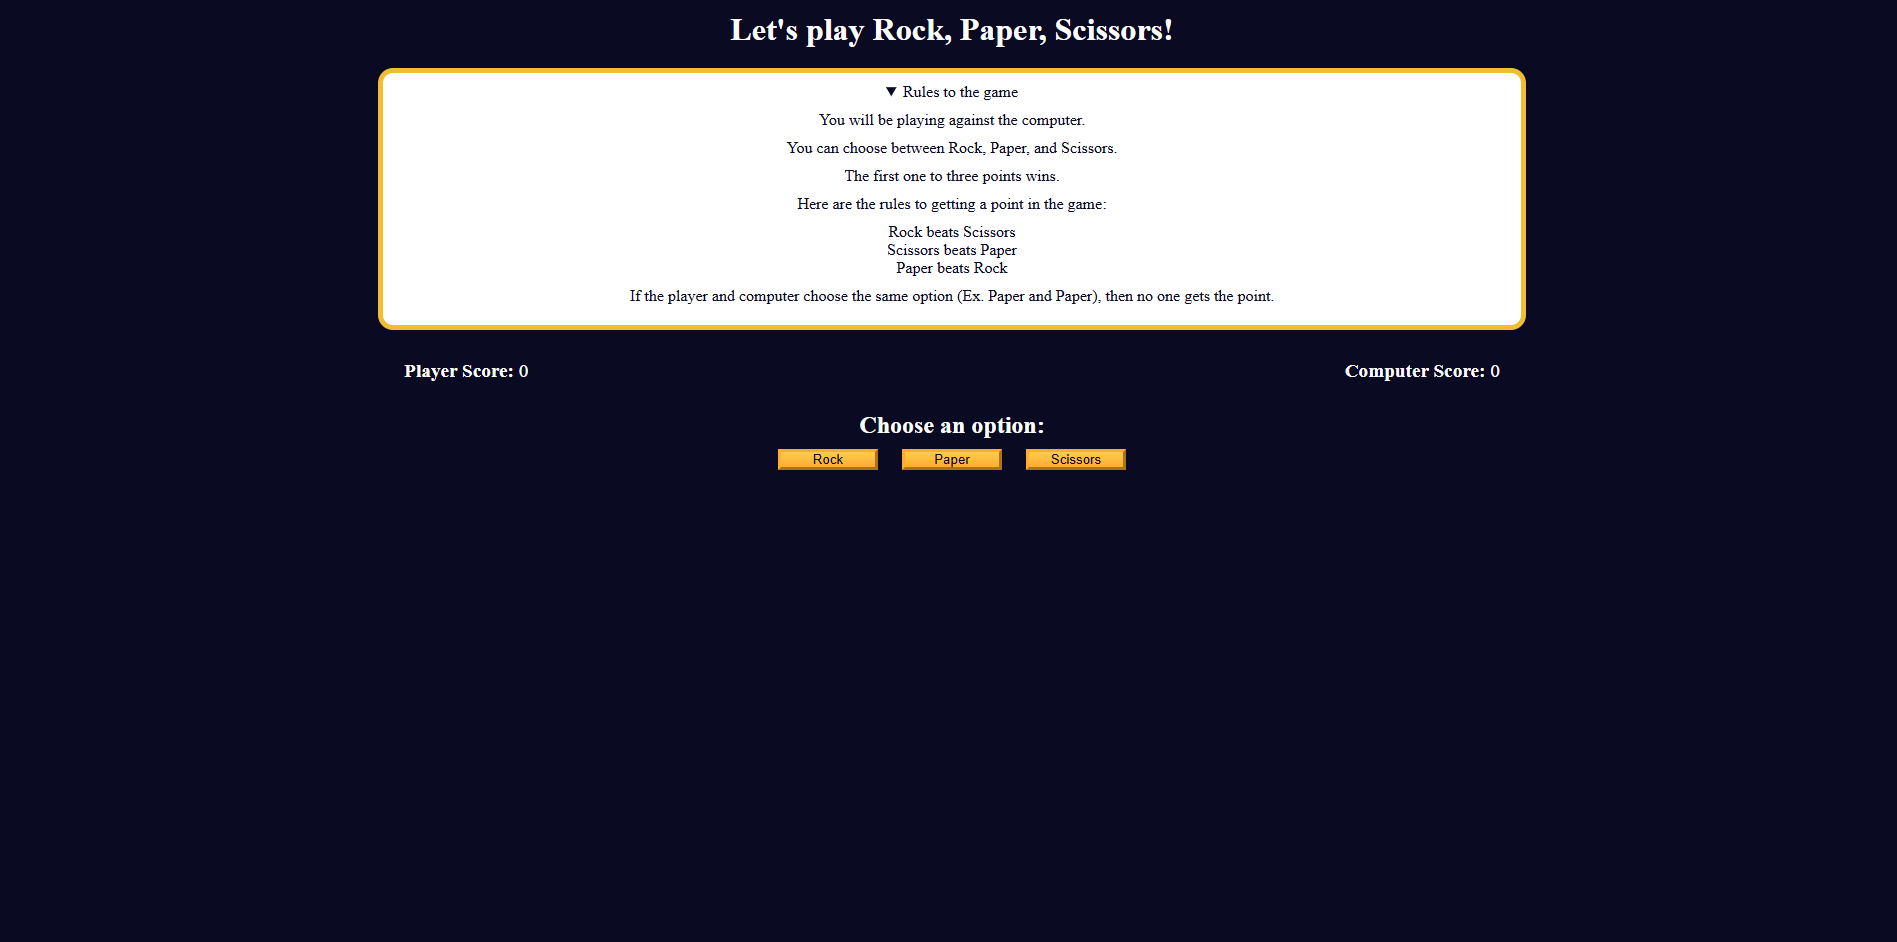 Let's play Rock, Paper, Scissors!
▼ Rules to the game
You will be playing against the computer.
You can choose between Rock, Paper, and Scissors.
The first one to three points wins.
Here are the rules to getting a point in the game:
Rock beats Scissors
Scissors beats Paper
Paper beats Rock
If the player and computer choose the same option (Ex. Paper and Paper), then no one gets the point.
Player Score: 0
Computer Score: 0
Choose an option:
Rock Paper Scissors